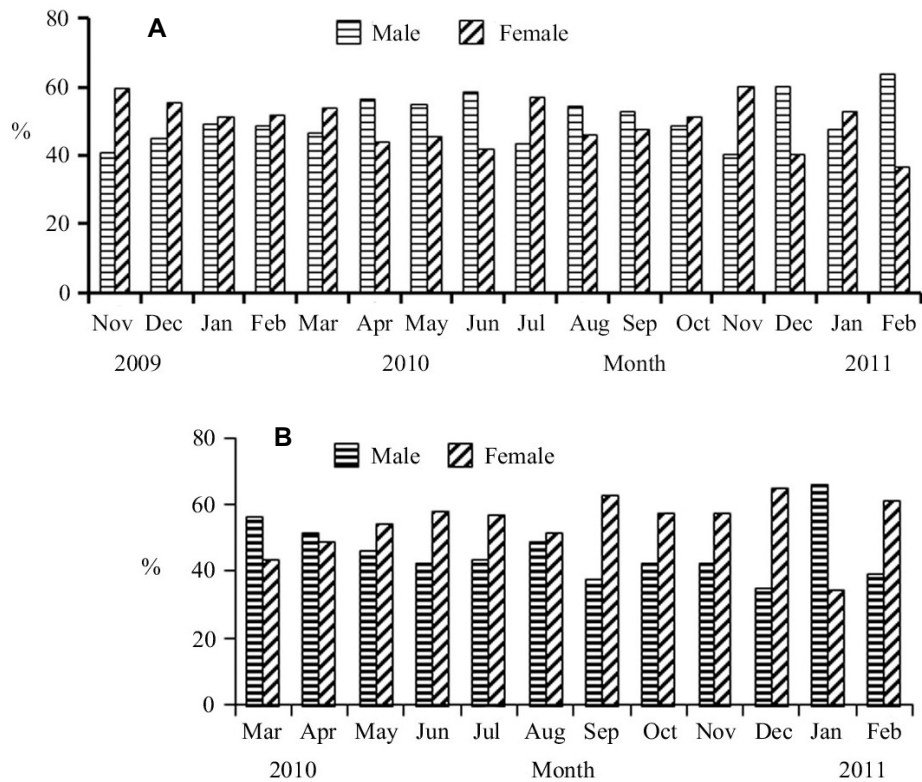 80
A
Male
Female
60
%
40
20
0
Nov Dec Jan Feb Mar Apr May Jun Jul Aug Sep Oct Nov Dec Jan Feb
2009 2010 Month 2011
80
B
Male
Female
60
%
40
20
0
Mar Apr May Jun Jul Aug Sep Oct Nov Dec Jan Feb
2010 Month 2011